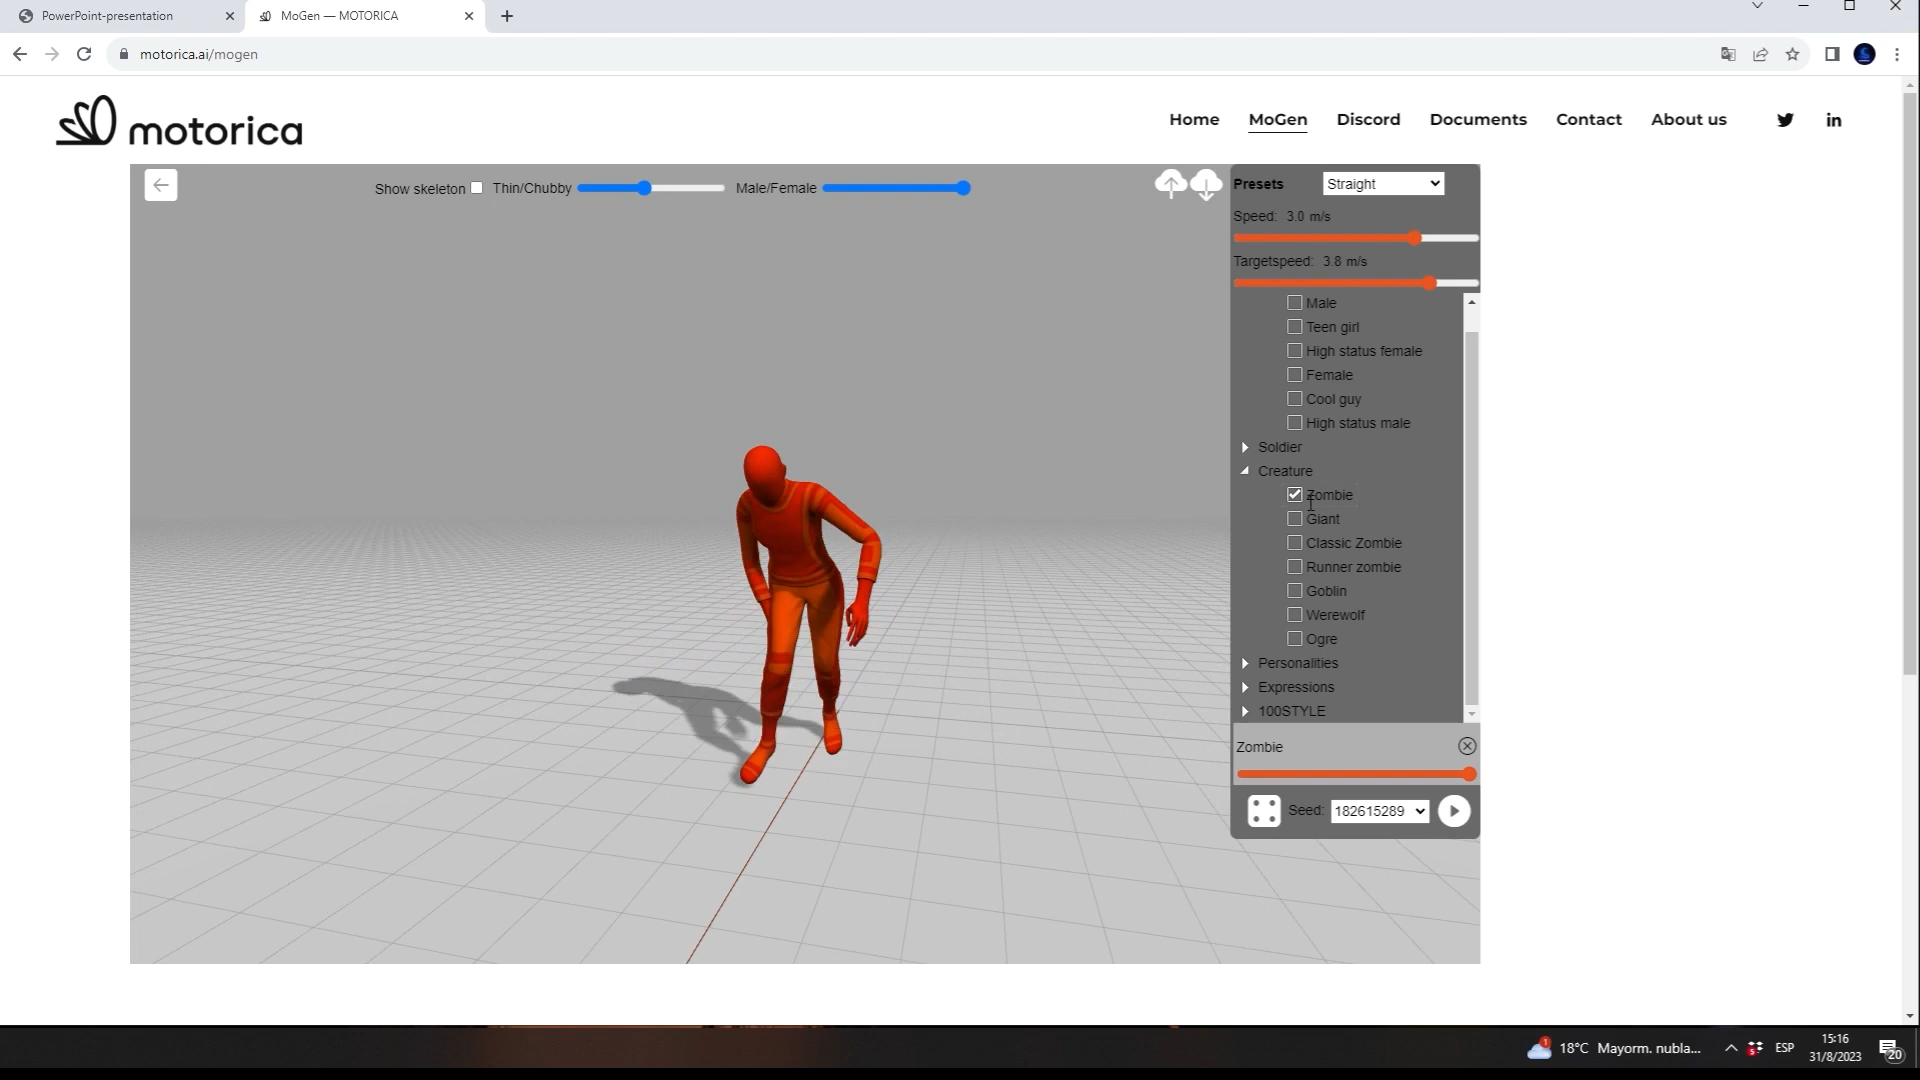 PowerPoint-presentation
MoGen — MOTORICA
motorica.ai/mogen
motorica
Home MoGen Discord Documents Contact About us
Show skeleton Thin/Chubby Male/Female
Presets Straight
Speed: 3.0 m/s
Targetspeed: 3.8 m/s
Male
Teen girl
High status female
Female
Cool guy
High status male
Soldier
Creature
Zombie
Giant
Classic Zombie
Runner zombie
Goblin
Werewolf
Ogre
Personalities
Expressions
100STYLE
Zombie
Seed: 182615289
1 18°C Mayorm. nubla... ESP
15:16
31/8/2023
20